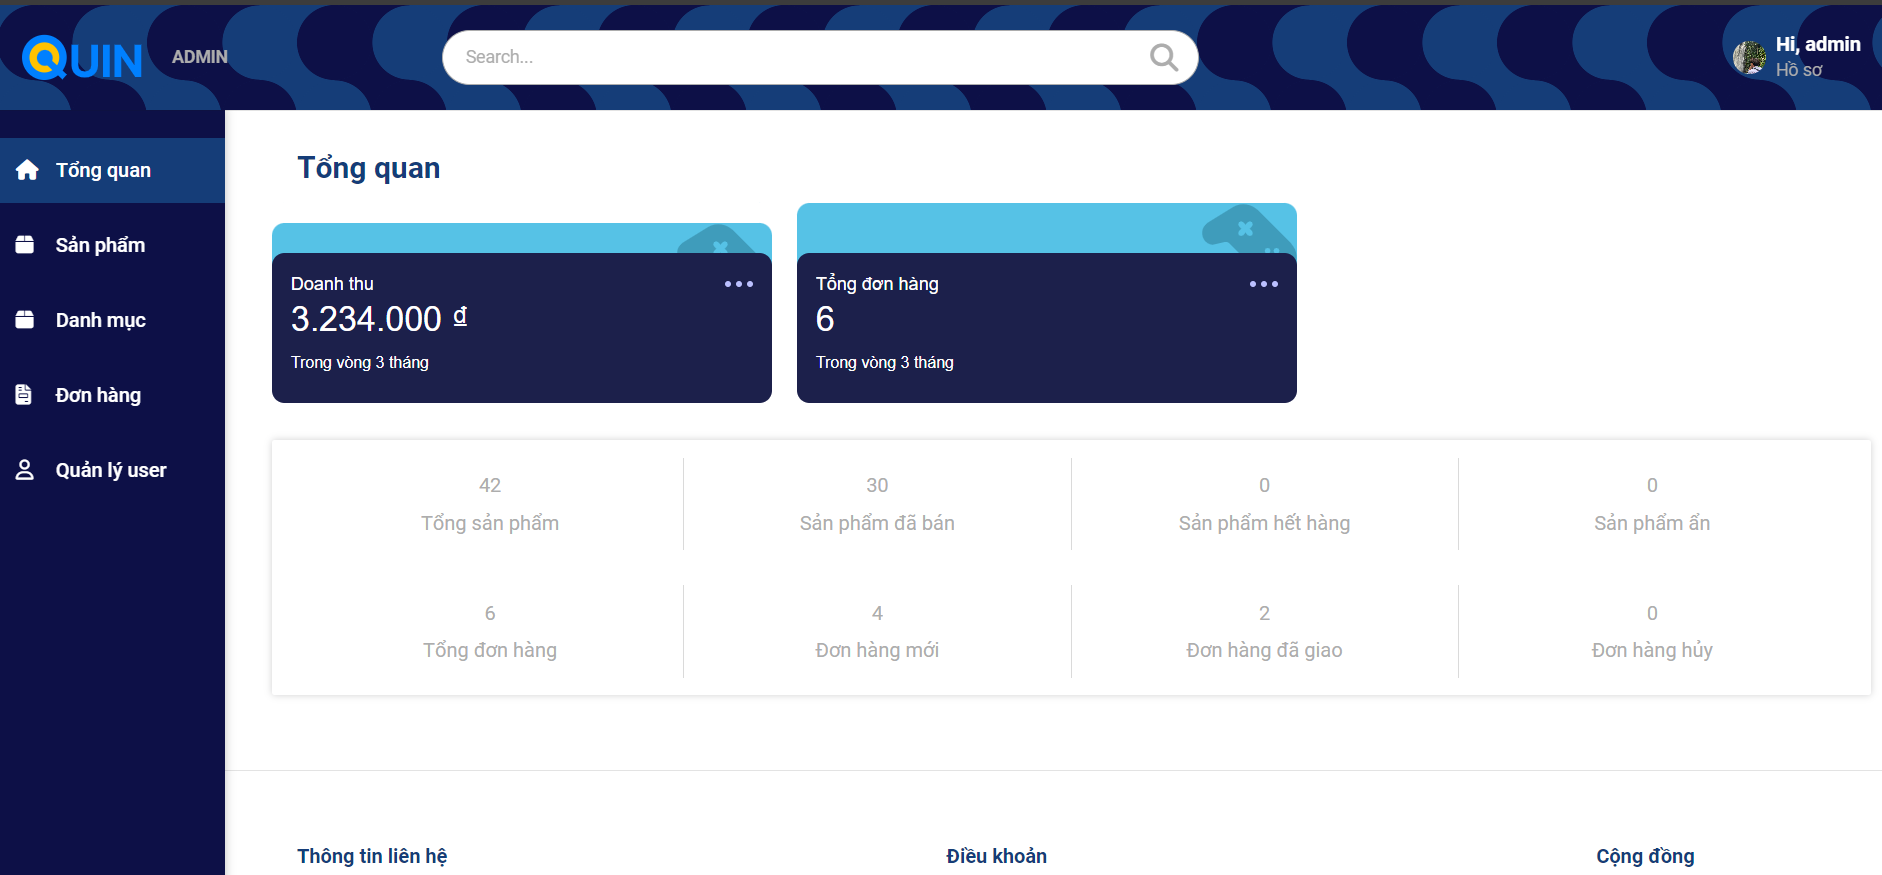 QUIN
ADMIN
Search...
Hi, admin
Hồ sơ
Tổng quan
Sản phẩm
Danh mục
Đơn hàng
Quản lý user
Tổng quan
Doanh thu
3.234.000 ₫
Trong vòng 3 tháng
Tổng đơn hàng
6
Trong vòng 3 tháng
42
Tổng sản phẩm
30
Sản phẩm đã bán
0
Sản phẩm hết hàng
0
Sản phẩm ẩn
6
Tổng đơn hàng
4
Đơn hàng mới
2
Đơn hàng đã giao
0
Đơn hàng hủy
Thông tin liên hệ
Điều khoản
Cộng đồng